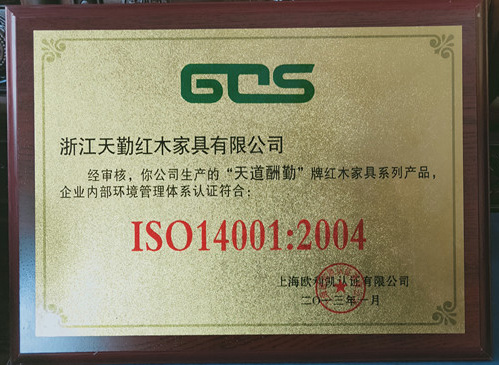 GCS
浙江天勤红木家具有限公司
经审核，你公司生产的“天道酬勤”牌红木家具系列产品，
企业内部环境管理体系认证符合：
ISO14001:2004
上海欧利凯认证有限公司
二〇一三年一月